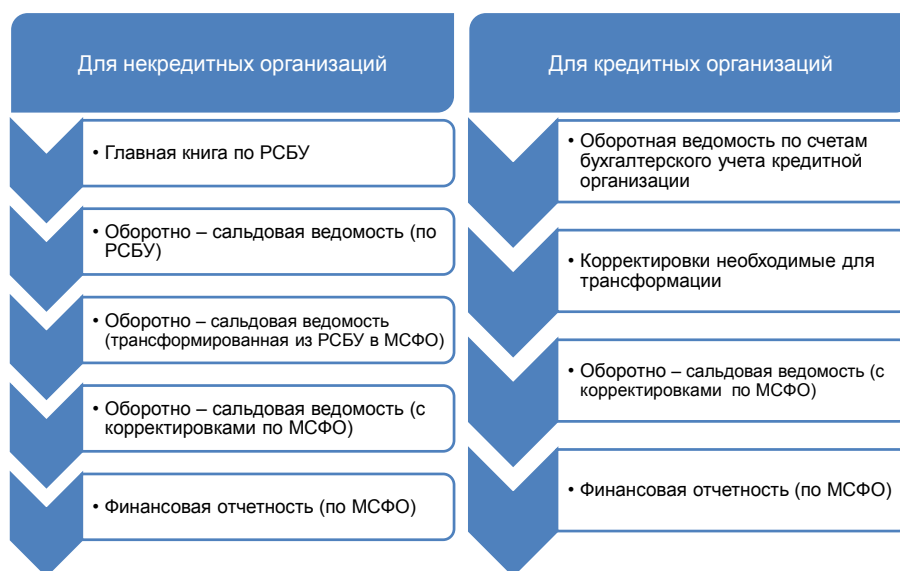 Для некредитных организаций
• Главная книга по РСБУ
• Оборотно – сальдовая ведомость (по
РСБУ)
• Оборотно – сальдовая ведомость
(трансформированная из РСБУ в МСФО)
• Оборотно – сальдовая ведомость (с
корректировками по МСФО)
• Финансовая отчетность (по МСФО)
Для кредитных организаций
• Оборотная ведомость по счетам
бухгалтерского учета кредитной
организации
• Корректировки необходимые для
трансформации
• Оборотно – сальдовая ведомость (с
корректировками по МСФО)
• Финансовая отчетность (по МСФО)